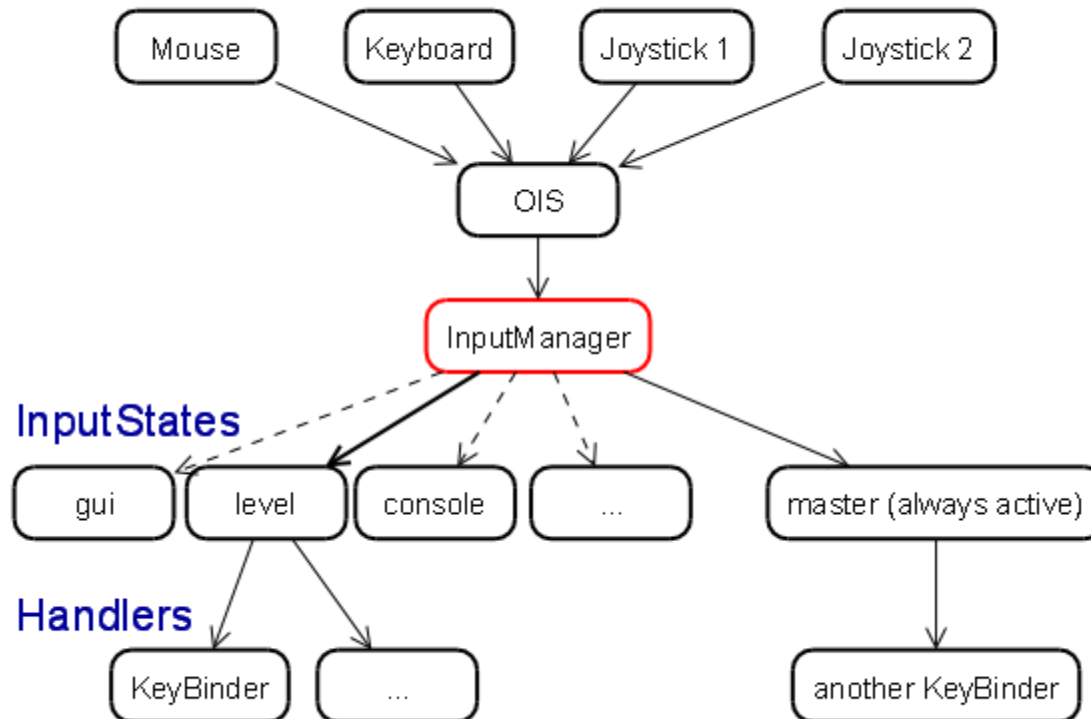 Mouse
Keyboard
Joystick 1
Joystick 2
OIS
InputManager
InputStates
gui
level
console
...
master (always active)
Handlers
KeyBinder
...
another KeyBinder